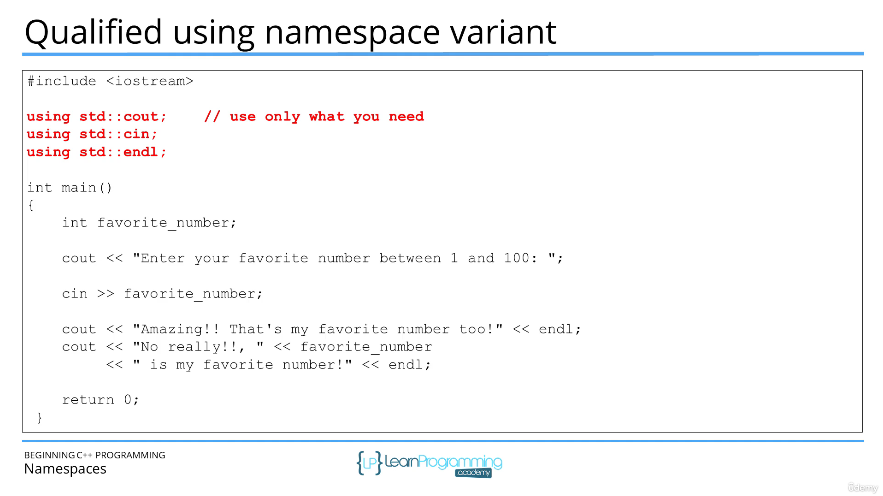 Qualified using namespace variant
#include <iostream>
using std::cout;    // use only what you need
using std::cin;
using std::endl;
int main()
{
    int favorite_number;
    cout << "Enter your favorite number between 1 and 100: ";
    cin >> favorite_number;
    cout << "Amazing!! That's my favorite number too!" << endl;
    cout << "No really!!, " << favorite_number
         << " is my favorite number!" << endl;
    return 0;
}
BEGINNING C++ PROGRAMMING
Namespaces
{LP} LearnProgramming
academy
Udemy